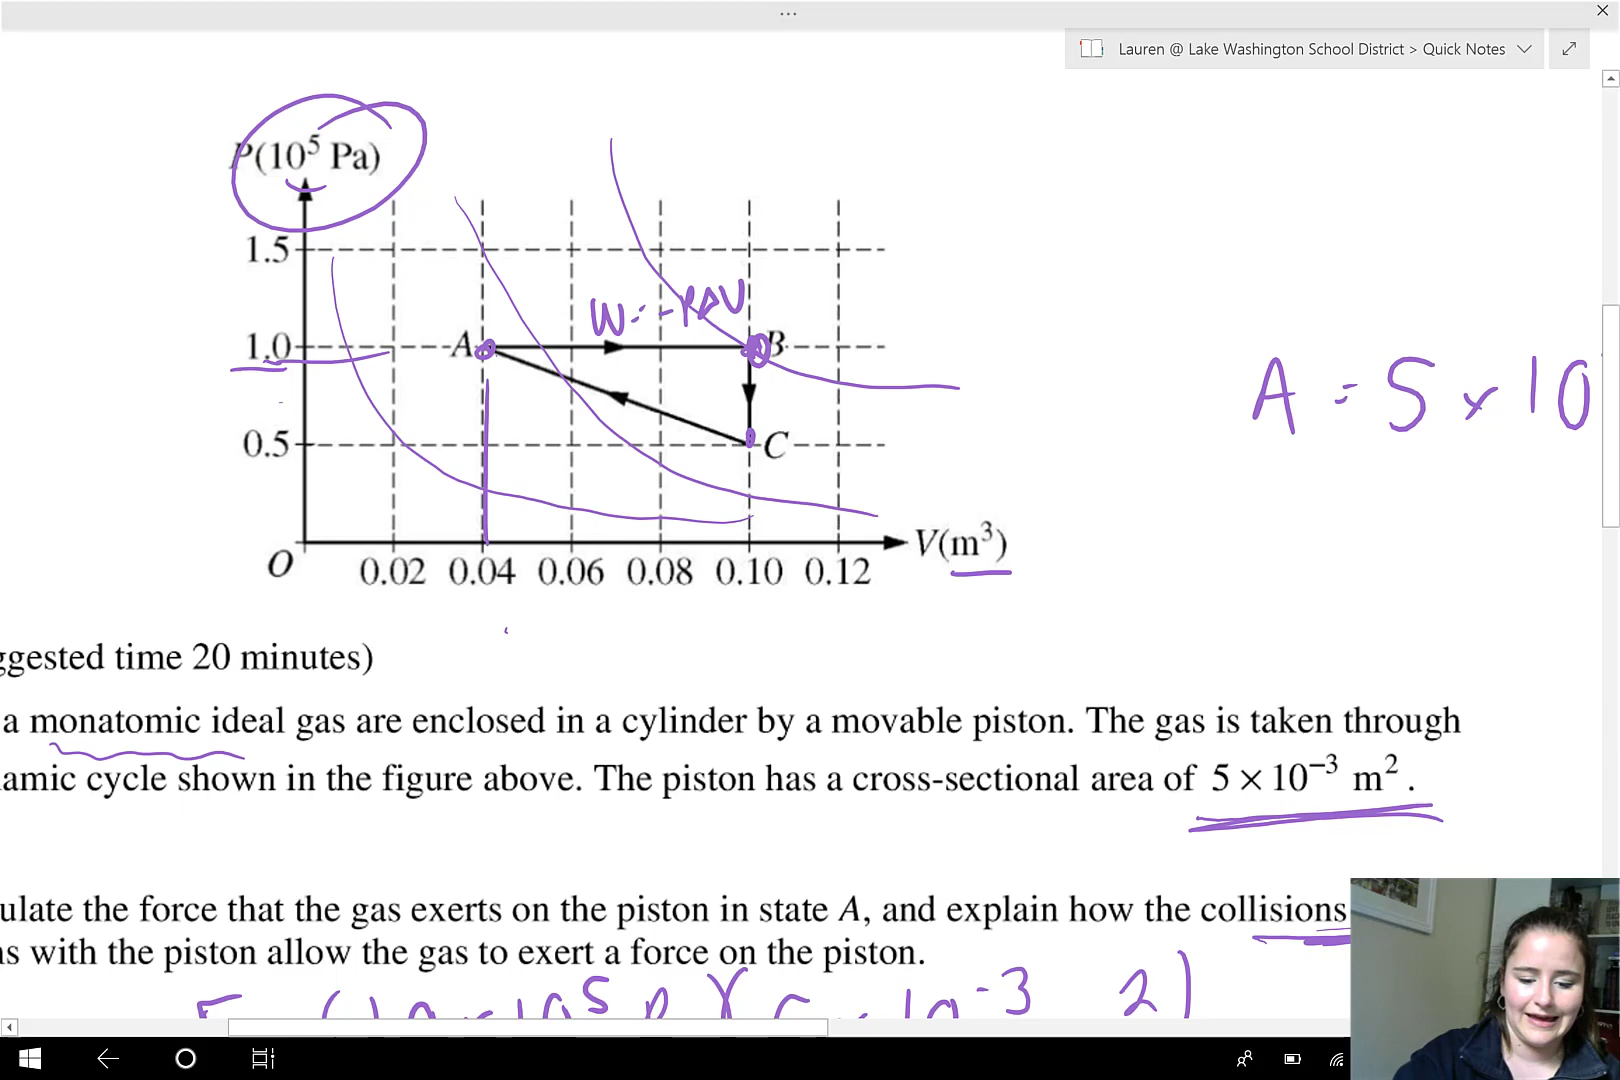 ...
Lauren @ Lake Washington School District > Quick Notes
P(10⁵ Pa)
1.5
W = -PΔV
1.0
A
B
A = 5 x 10
0.5
C
V(m³)
O
0.02 0.04 0.06 0.08 0.10 0.12
ggested time 20 minutes)
a monatomic ideal gas are enclosed in a cylinder by a movable piston. The gas is taken through
amic cycle shown in the figure above. The piston has a cross-sectional area of 5 × 10⁻³ m².
ulate the force that the gas exerts on the piston in state A, and explain how the collisions
ns with the piston allow the gas to exert a force on the piston.